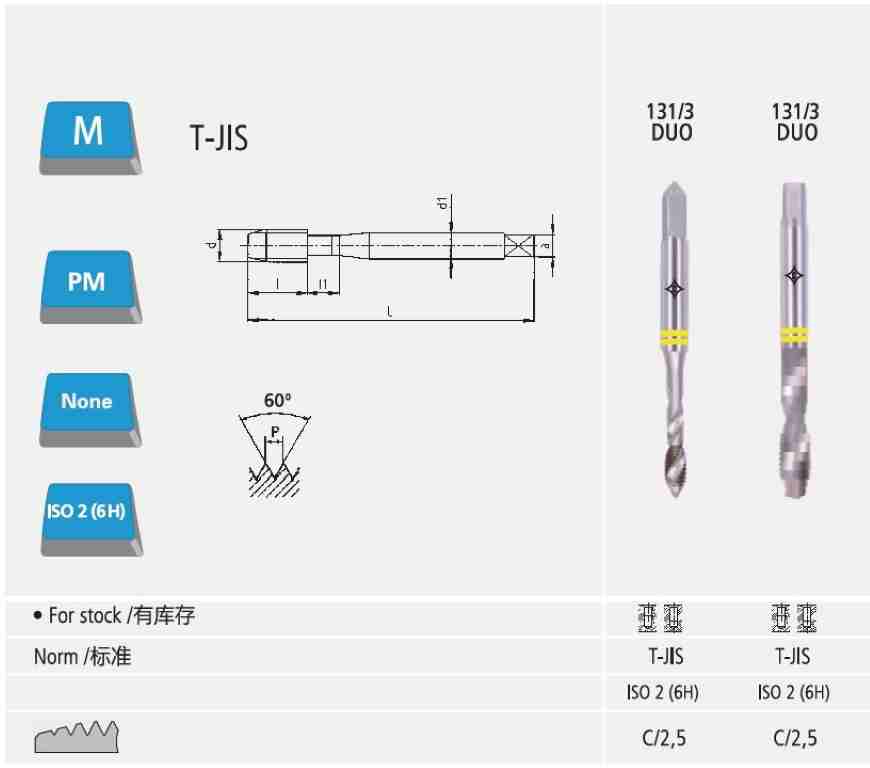 M
T-JIS
131/3
DUO
131/3
DUO
d
d1
a
l
l1
L
PM
60°
P
None
ISO 2 (6H)
• For stock /有库存
Norm /标准
T-JIS
T-JIS
ISO 2 (6H)
ISO 2 (6H)
C/2,5
C/2,5